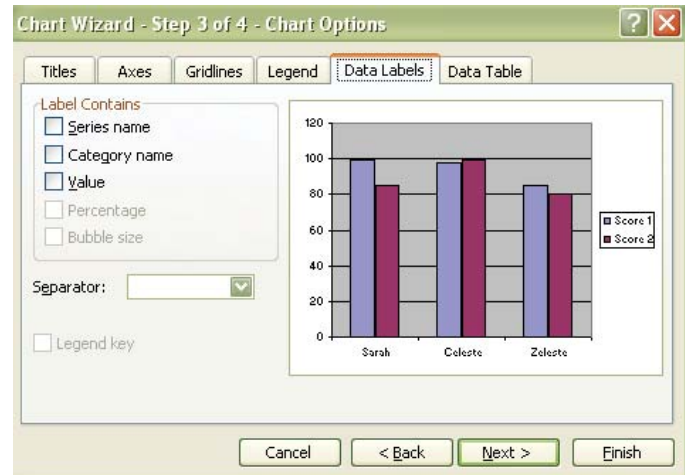 Chart Wizard - Step 3 of 4 - Chart Options
Titles
Axes
Gridlines
Legend
Data Labels
Data Table
Label Contains
Series name
Category name
Value
Percentage
Bubble size
Separator:
Legend key
120
100
80
60
40
20
0
Sarah
Celeste
Zeleste
Score 1
Score 2
Cancel
< Back
Next >
Finish